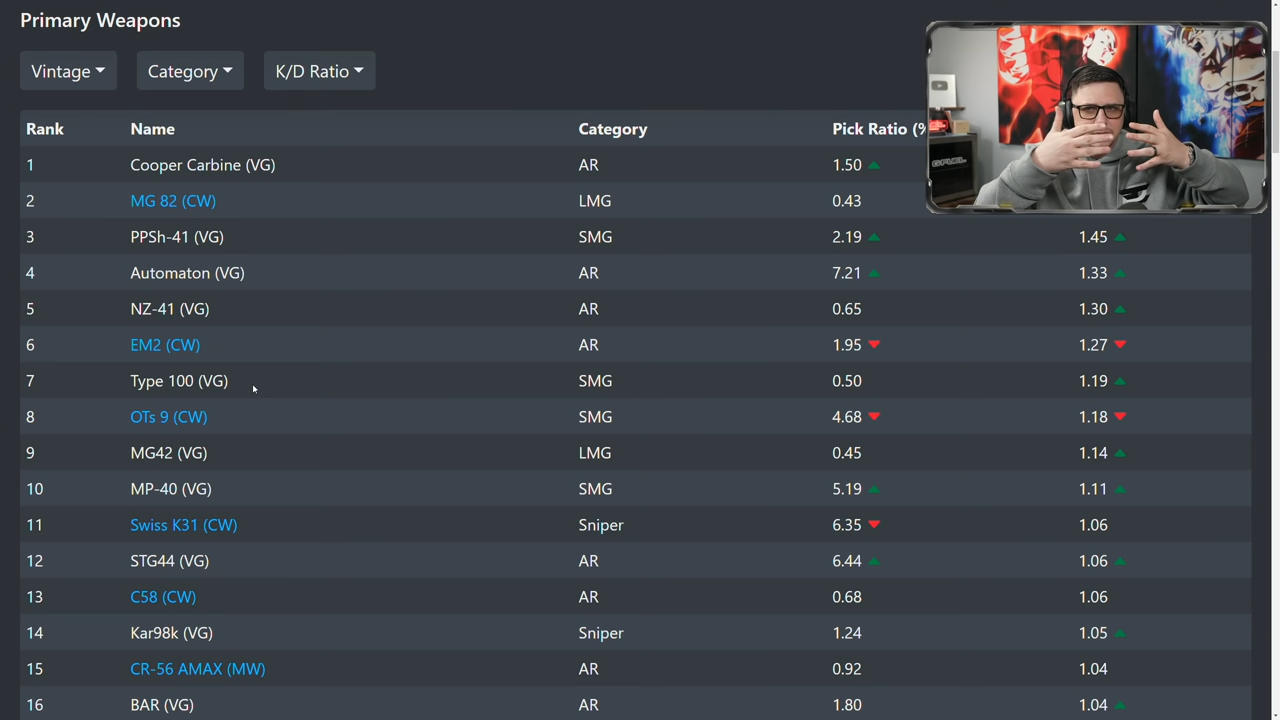 Primary Weapons
Vintage Category K/D Ratio
Rank Name Category Pick Ratio (%
1 Cooper Carbine (VG) AR 1.50
2 MG 82 (CW) LMG 0.43
3 PPSh-41 (VG) SMG 2.19 1.45
4 Automaton (VG) AR 7.21 1.33
5 NZ-41 (VG) AR 0.65 1.30
6 EM2 (CW) AR 1.95 1.27
7 Type 100 (VG) SMG 0.50 1.19
8 OTs 9 (CW) SMG 4.68 1.18
9 MG42 (VG) LMG 0.45 1.14
10 MP-40 (VG) SMG 5.19 1.11
11 Swiss K31 (CW) Sniper 6.35 1.06
12 STG44 (VG) AR 6.44 1.06
13 C58 (CW) AR 0.68 1.06
14 Kar98k (VG) Sniper 1.24 1.05
15 CR-56 AMAX (MW) AR 0.92 1.04
16 BAR (VG) AR 1.80 1.04
GFUEL